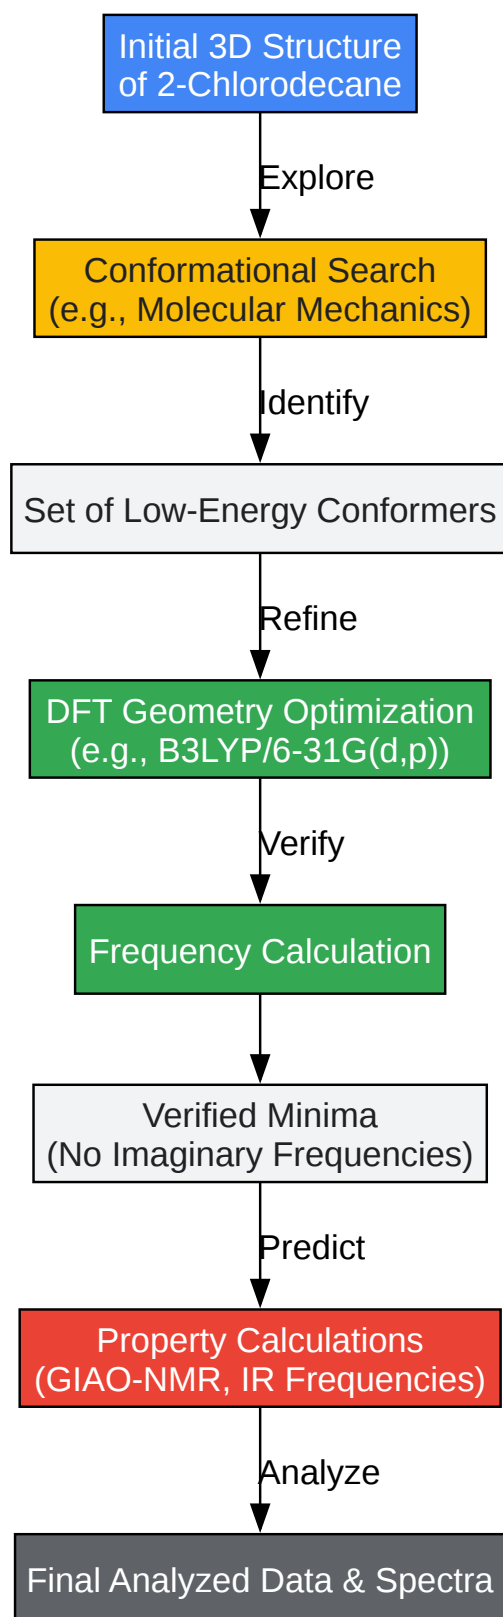 Initial 3D Structure
of 2-Chlorodecane
Explore
Conformational Search
(e.g., Molecular Mechanics)
Identify
Set of Low-Energy Conformers
Refine
DFT Geometry Optimization
(e.g., B3LYP/6-31G(d,p))
Verify
Frequency Calculation
Verified Minima
(No Imaginary Frequencies)
Predict
Property Calculations
(GIAO-NMR, IR Frequencies)
Analyze
Final Analyzed Data & Spectra